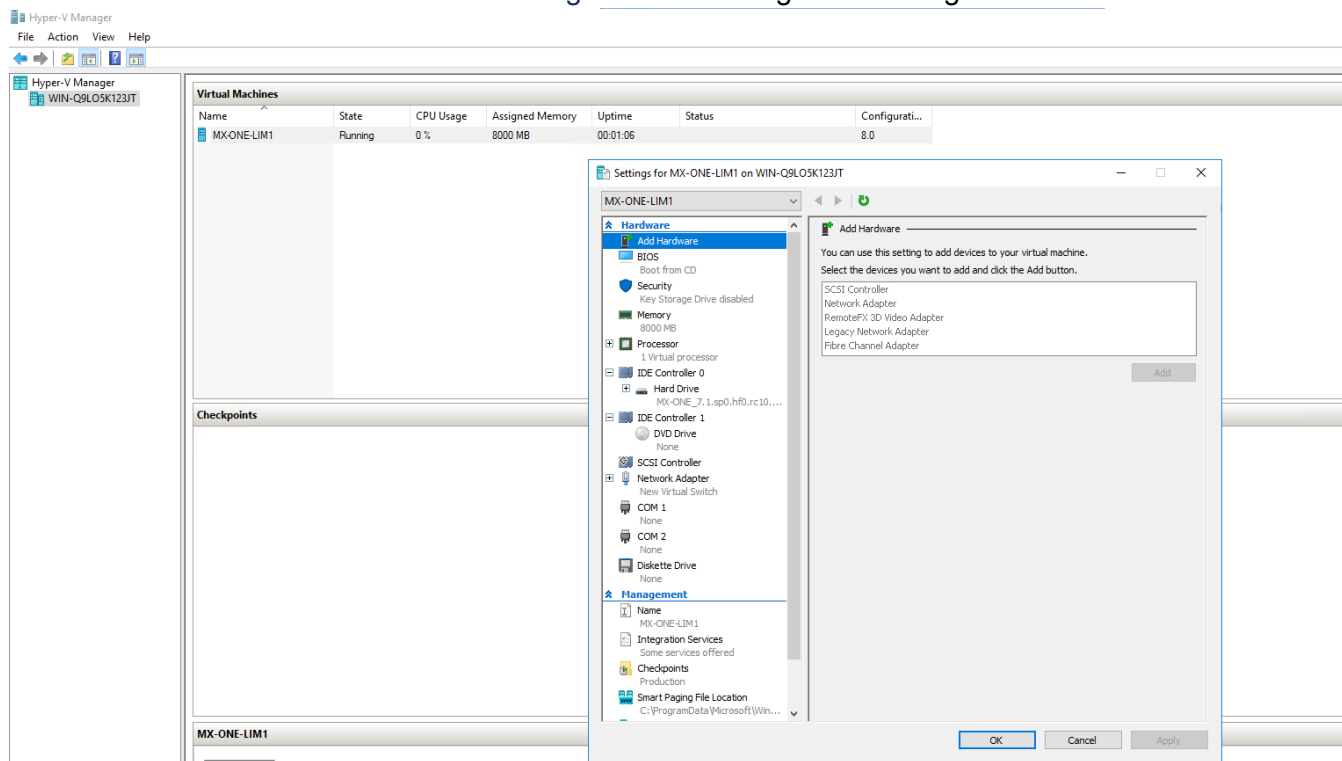 Hyper-V Manager
File Action View Help
Hyper-V Manager
WIN-Q9LO5K123JT
Virtual Machines
Name State CPU Usage Assigned Memory Uptime Status Configurati...
MX-ONE-LIM1 Running 0 % 8000 MB 00:01:06 8.0
Settings for MX-ONE-LIM1 on WIN-Q9LO5K123JT
MX-ONE-LIM1
Hardware
Add Hardware
BIOS
Boot from CD
Security
Key Storage Drive disabled
Memory
8000 MB
Processor
1 Virtual processor
IDE Controller 0
Hard Drive
MX-ONE_7.1.sp0.hf0.rc10....
IDE Controller 1
DVD Drive
None
SCSI Controller
Network Adapter
New Virtual Switch
COM 1
None
COM 2
None
Diskette Drive
None
Management
Name
MX-ONE-LIM1
Integration Services
Some services offered
Checkpoints
Production
Smart Paging File Location
C:\ProgramData\Microsoft\Win...
Add Hardware
You can use this setting to add devices to your virtual machine.
Select the devices you want to add and click the Add button.
SCSI Controller
Network Adapter
RemoteFX 3D Video Adapter
Legacy Network Adapter
Fibre Channel Adapter
Add
OK Cancel Apply
Checkpoints
MX-ONE-LIM1